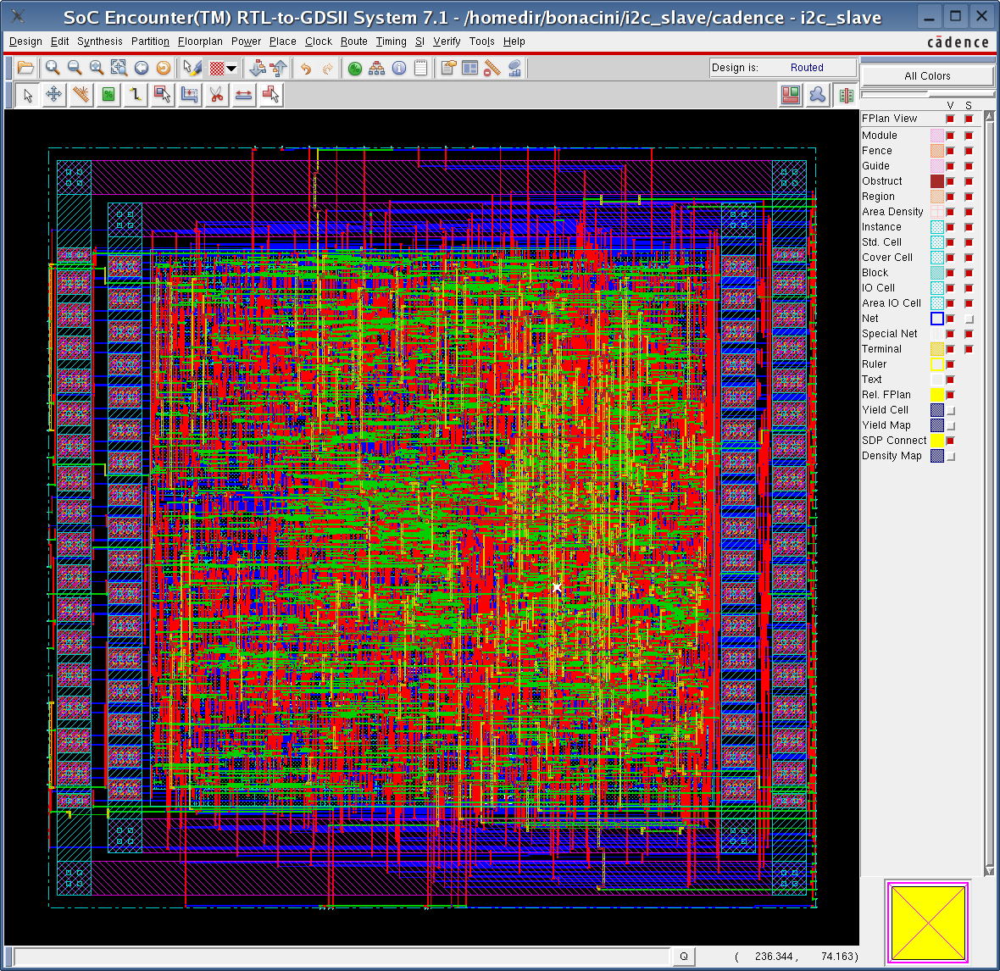 SoC Encounter(TM) RTL-to-GDSII System 7.1 - /homedir/bonacini/i2c_slave/cadence - i2c_slave
Design Edit Synthesis Partition Floorplan Power Place Clock Route Timing SI Verify Tools Help
cādence
Design is: Routed
All Colors
V S
FPlan View
Module
Fence
Guide
Obstruct
Region
Area Density
Instance
Std. Cell
Cover Cell
Block
IO Cell
Area IO Cell
Net
Special Net
Terminal
Ruler
Text
Rel. FPlan
Yield Cell
Yield Map
SDP Connect
Density Map
Q ( 236.344 , 74.163)